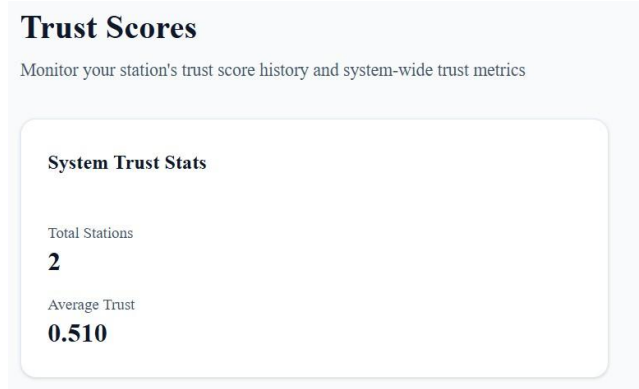 Trust Scores
Monitor your station's trust score history and system-wide trust metrics
System Trust Stats
Total Stations
2
Average Trust
0.510